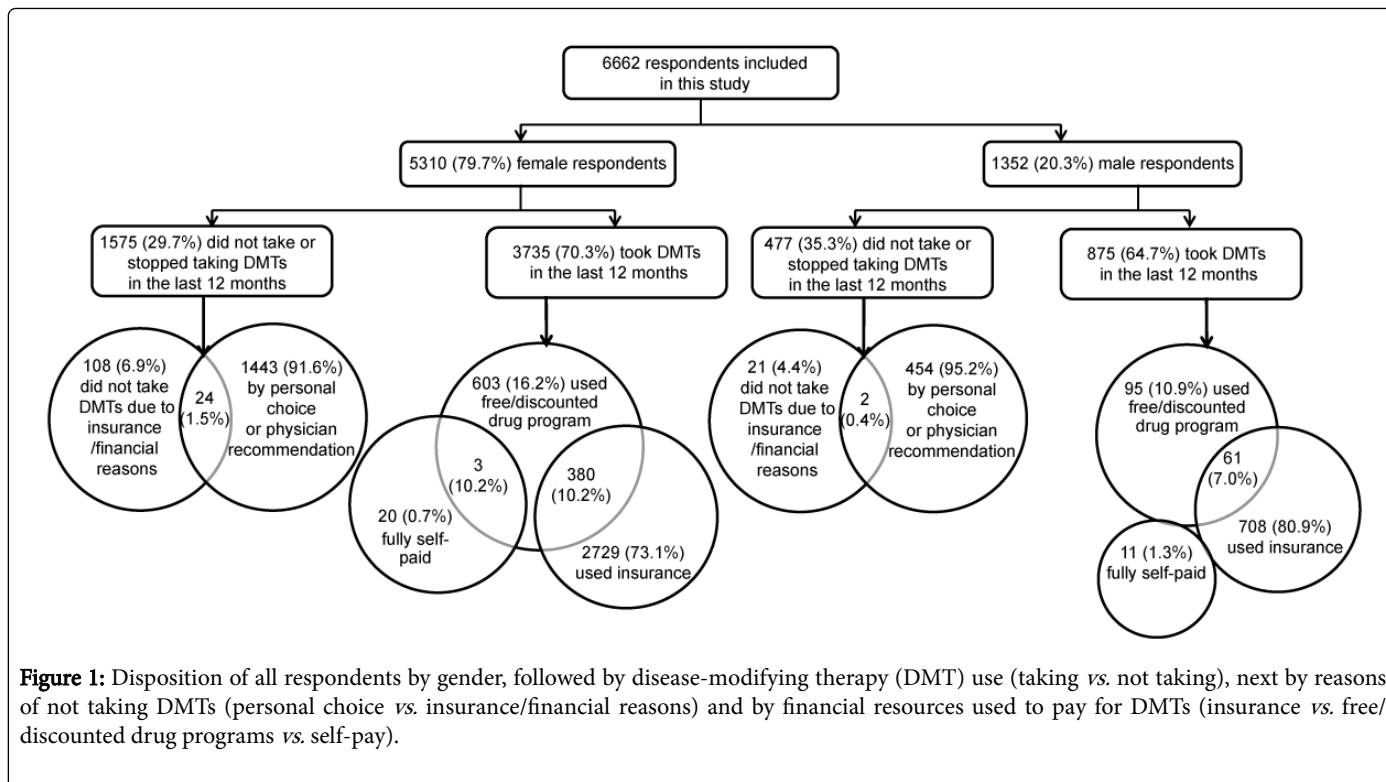 6662 respondents included
in this study
5310 (79.7%) female respondents
1352 (20.3%) male respondents
1575 (29.7%) did not take or
stopped taking DMTs
in the last 12 months
3735 (70.3%) took DMTs
in the last 12 months
477 (35.3%) did not take or
stopped taking DMTs
in the last 12 months
875 (64.7%) took DMTs
in the last 12 months
108 (6.9%)
did not take
DMTs due to
insurance
/financial
reasons
24
(1.5%)
1443 (91.6%)
by personal
choice
or physician
recommendation
603 (16.2%) used
free/discounted
drug program
3
(10.2%)
380
(10.2%)
20 (0.7%)
fully self-
paid
2729 (73.1%)
used insurance
21 (4.4%)
did not take
DMTs due to
insurance
/financial
reasons
2
(0.4%)
454 (95.2%)
by personal
choice
or physician
recommendation
95 (10.9%) used
free/discounted
drug program
61
(7.0%)
708 (80.9%)
used insurance
11 (1.3%)
fully self-paid
Figure 1: Disposition of all respondents by gender, followed by disease-modifying therapy (DMT) use (taking vs. not taking), next by reasons
of not taking DMTs (personal choice vs. insurance/financial reasons) and by financial resources used to pay for DMTs (insurance vs. free/
discounted drug programs vs. self-pay).